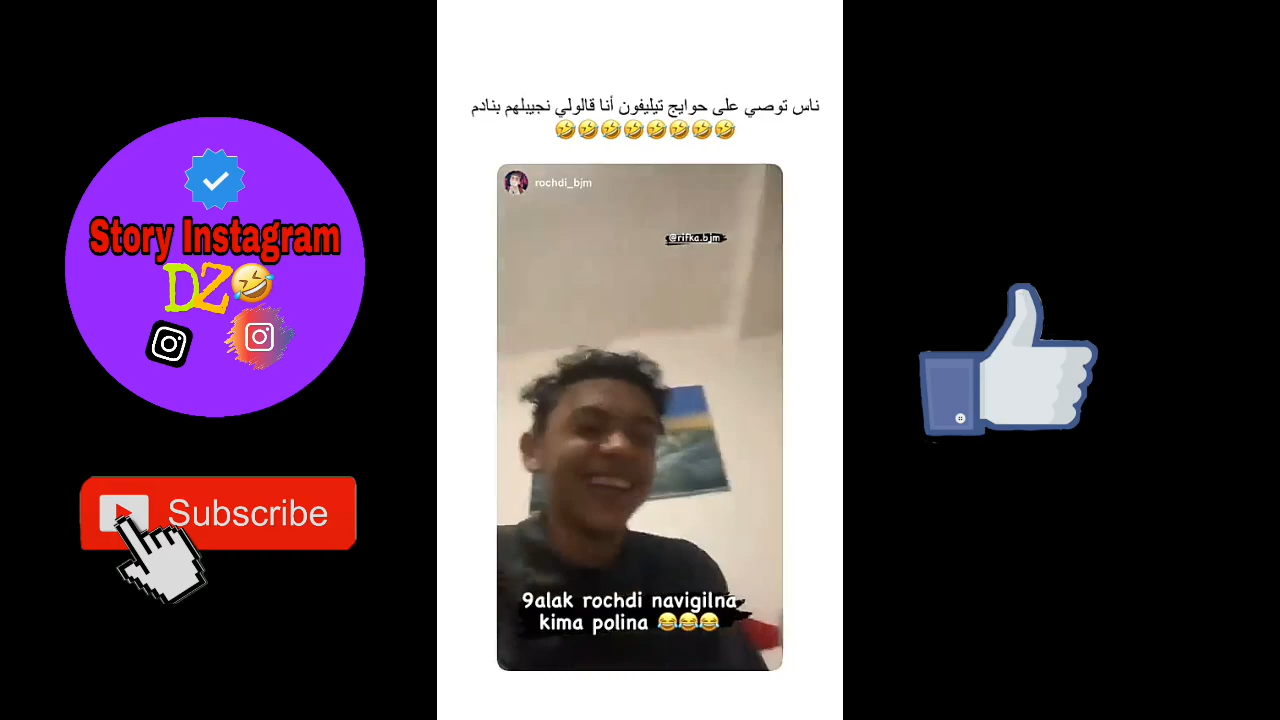 Story Instagram
DZ🤣
Subscribe
ناس توصي على حوايج تيليفون أنا قالولي نجيبلهم بنادم
🤣🤣🤣🤣🤣🤣🤣🤣
rochdi_bjm
@rifka.bjm
9alak rochdi navigilna
kima polina 😂😂😂